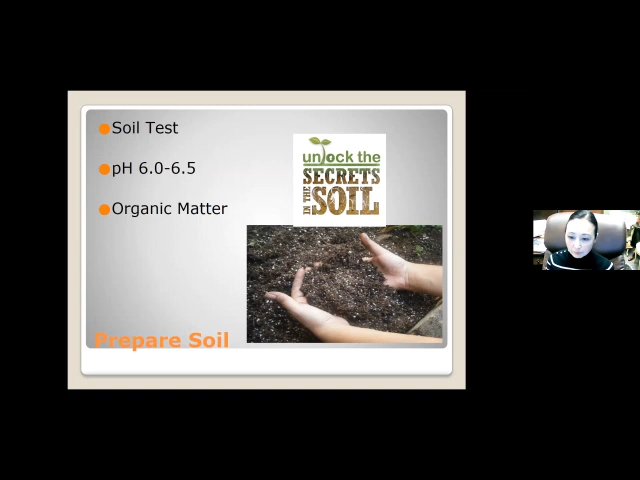 Soil Test
pH 6.0-6.5
Organic Matter
unlock the
SECRETS
IN THE SOIL
Prepare Soil